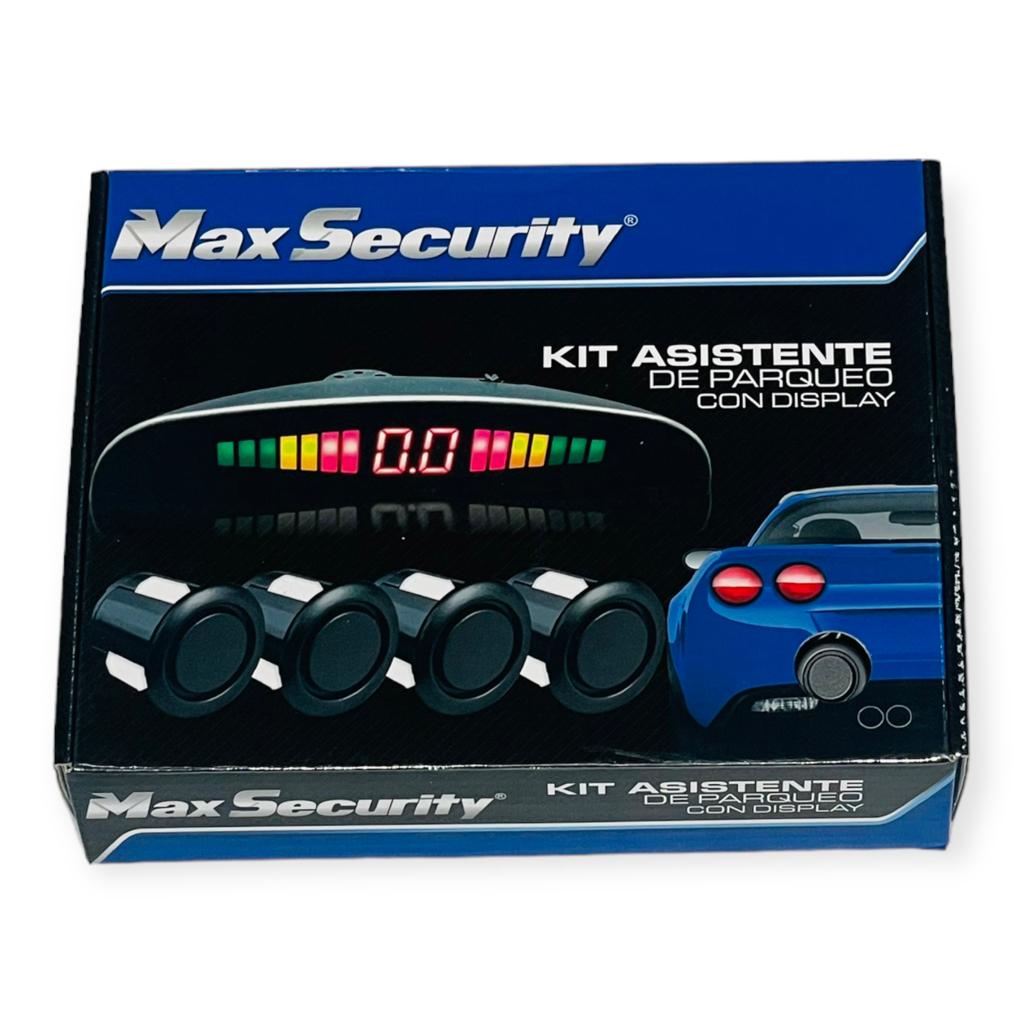 Max Security®
KIT ASISTENTE
DE PARQUEO
CON DISPLAY
0.0
Max Security®
KIT ASISTENTE
DE PARQUEO
CON DISPLAY